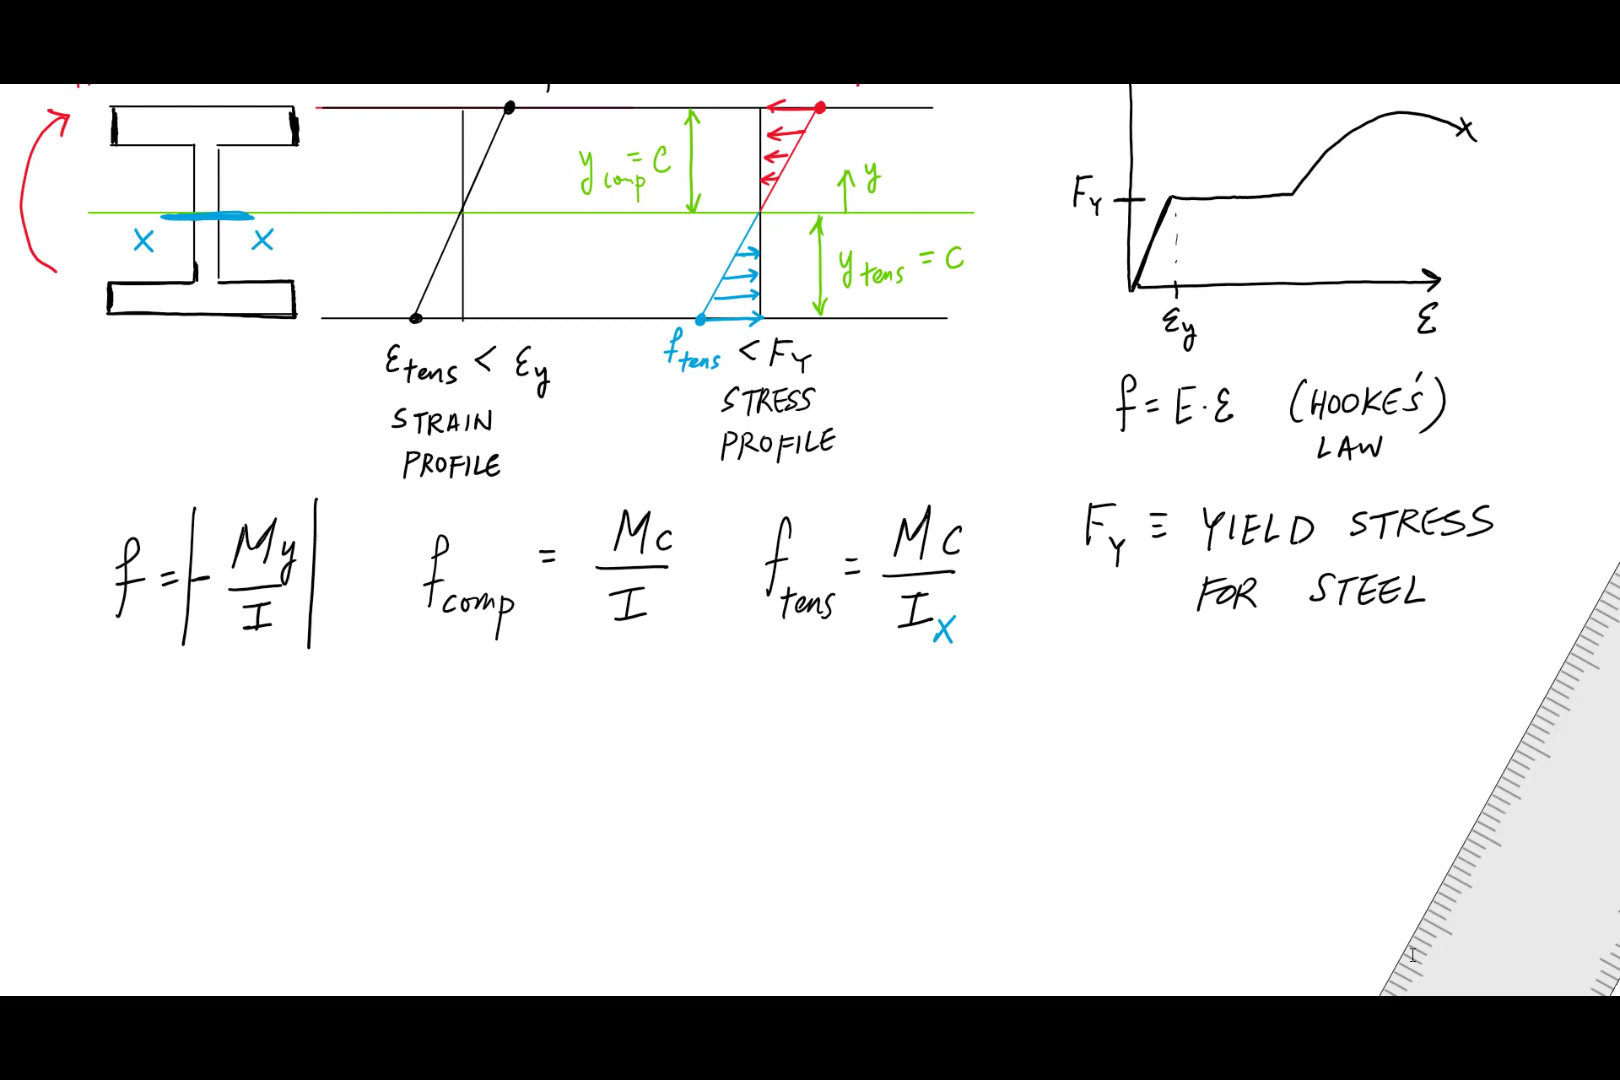 y comp = C
y
X X
y tens = C
F_Y
ε_y
ε
ε_tens < ε_y
STRAIN
PROFILE
f_tens < F_Y
STRESS
PROFILE
f = E · ε (HOOKE'S)
LAW
f = |- My / I|
f_comp = Mc / I
f_tens = Mc / I_x
F_Y ≡ YIELD STRESS
FOR STEEL